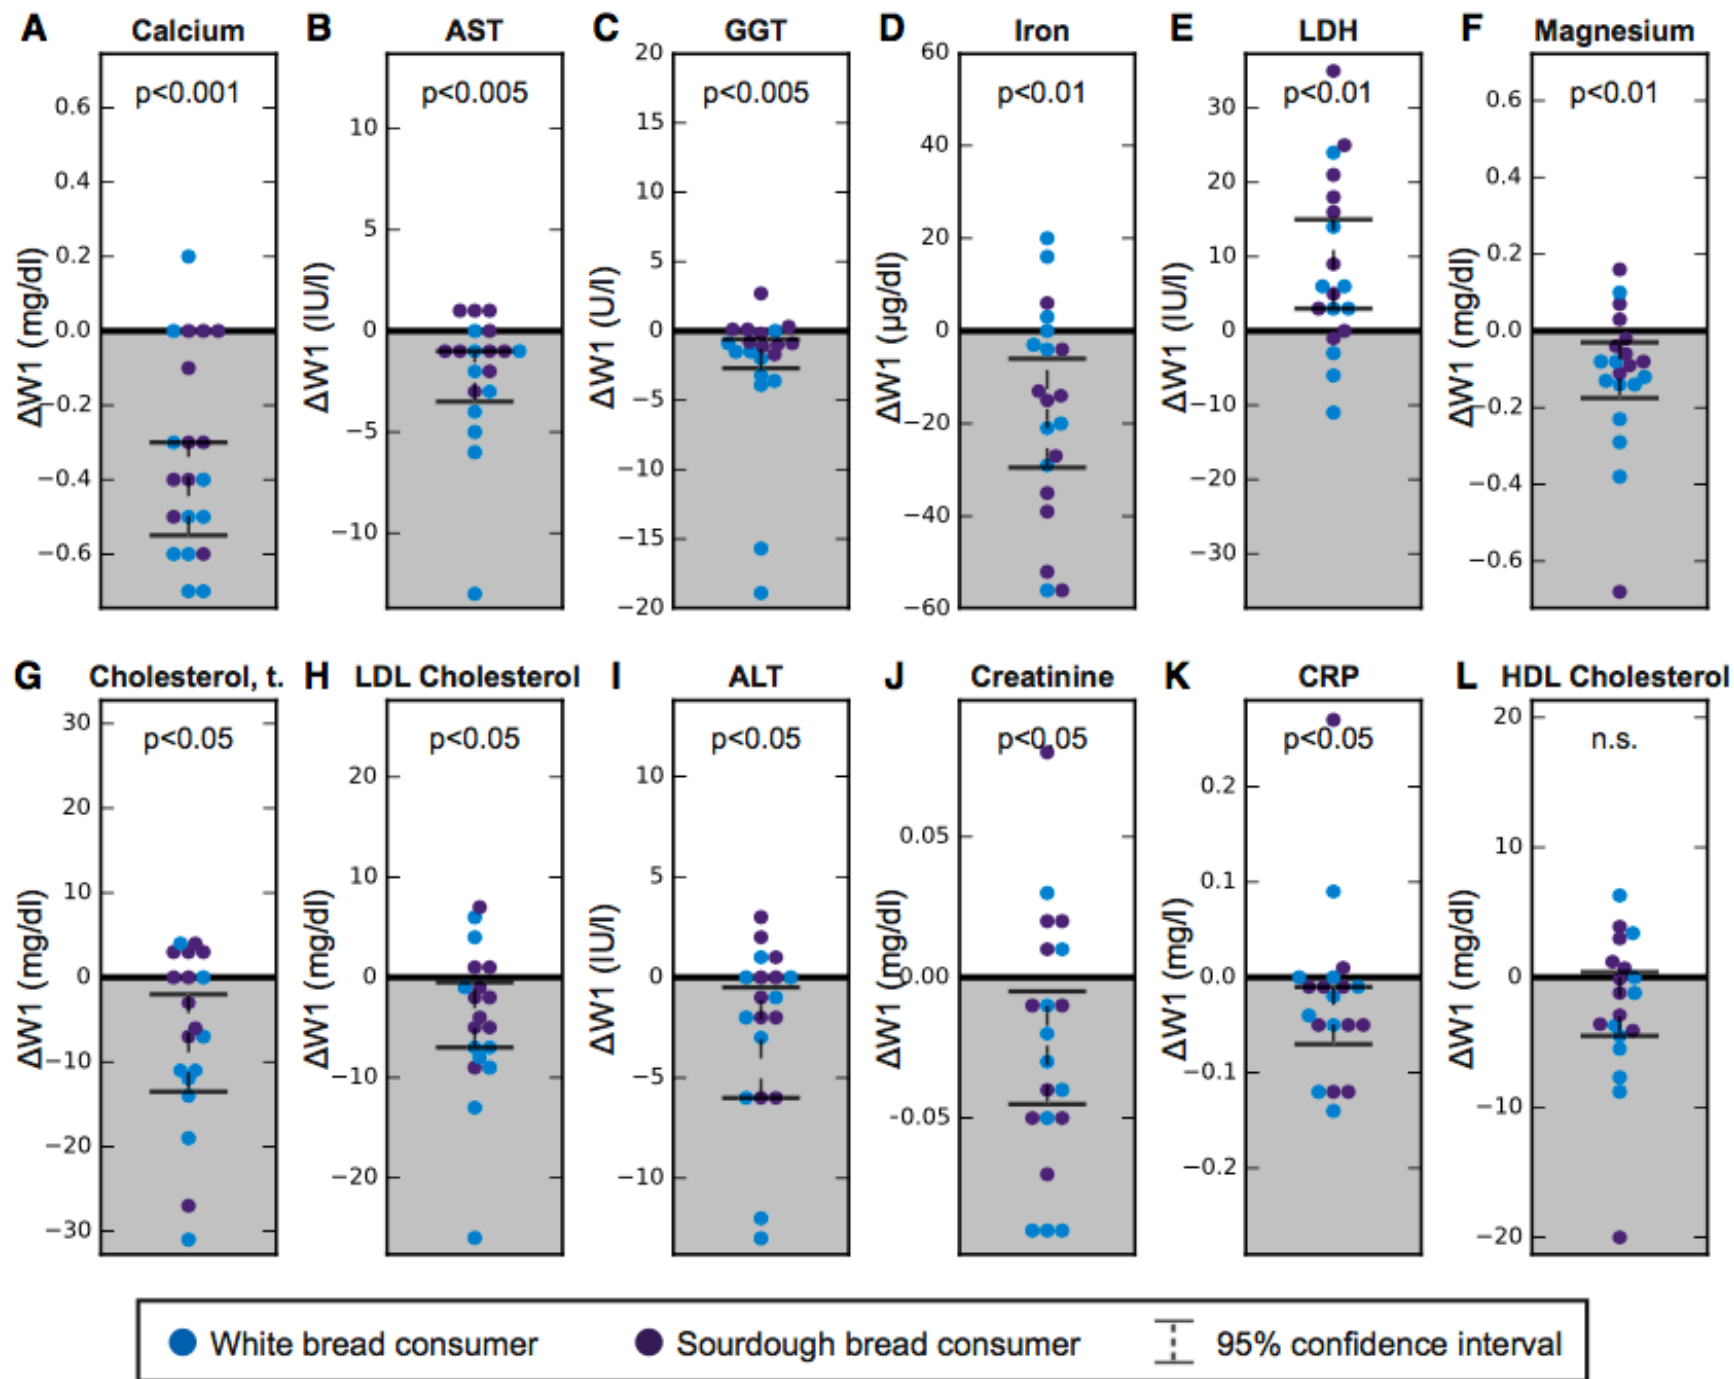 A Calcium
p<0.001
ΔW1 (mg/dl)
0.6
0.4
0.2
0.0
−0.2
−0.4
−0.6
B AST
p<0.005
ΔW1 (IU/l)
10
5
0
−5
−10
C GGT
p<0.005
ΔW1 (U/l)
20
15
10
5
0
−5
−10
−15
−20
D Iron
p<0.01
ΔW1 (µg/dl)
60
40
20
0
−20
−40
−60
E LDH
p<0.01
ΔW1 (IU/l)
30
20
10
0
−10
−20
−30
F Magnesium
p<0.01
ΔW1 (mg/dl)
0.6
0.4
0.2
0.0
−0.2
−0.4
−0.6
G Cholesterol, t.
p<0.05
ΔW1 (mg/dl)
30
20
10
0
−10
−20
−30
H LDL Cholesterol
p<0.05
ΔW1 (mg/dl)
20
10
0
−10
−20
I ALT
p<0.05
ΔW1 (IU/l)
10
5
0
−5
−10
J Creatinine
p<0.05
ΔW1 (mg/dl)
0.05
0.00
-0.05
K CRP
p<0.05
ΔW1 (mg/l)
0.2
0.1
0.0
−0.1
−0.2
L HDL Cholesterol
n.s.
ΔW1 (mg/dl)
20
10
0
−10
−20
White bread consumer
Sourdough bread consumer
95% confidence interval